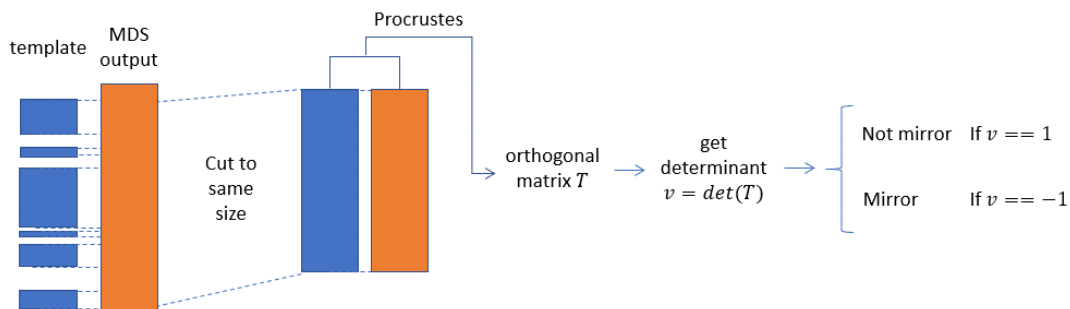 template
MDS
output
Cut to
same
size
Procrustes
orthogonal
matrix T
get
determinant
v = det(T)
Not mirror If v == 1
Mirror If v == −1